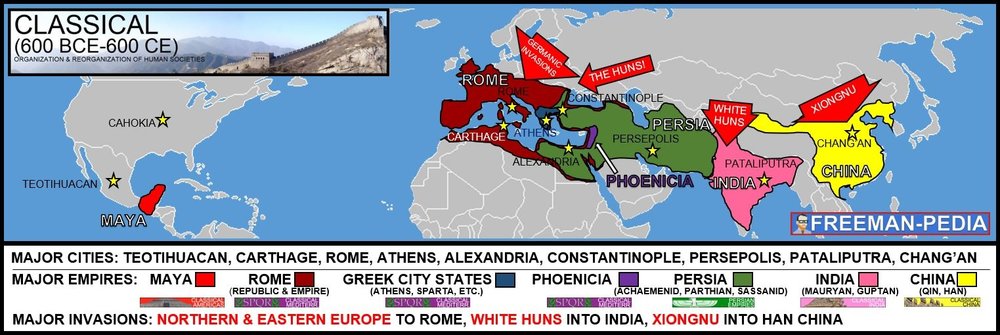 CLASSICAL
(600 BCE-600 CE)
ORGANIZATION & REORGANIZATION OF HUMAN SOCIETIES
GERMANIC
INVASIONS
THE HUNS!
ROME
ROME
CONSTANTINOPLE
CARTHAGE
ATHENS
ALEXANDRIA
PERSIA
PERSEPOLIS
PHOENICIA
WHITE
HUNS
XIONGNU
CHANG'AN
CHINA
PATALIPUTRA
INDIA
CAHOKIA
TEOTIHUACAN
MAYA
FREEMAN-PEDIA
MAJOR CITIES: TEOTIHUACAN, CARTHAGE, ROME, ATHENS, ALEXANDRIA, CONSTANTINOPLE, PERSEPOLIS, PATALIPUTRA, CHANG'AN
MAJOR EMPIRES: MAYA ROME GREEK CITY STATES PHOENICIA PERSIA INDIA CHINA
(REPUBLIC & EMPIRE) (ATHENS, SPARTA, ETC.) (ACHAEMENID, PARTHIAN, SASSANID) (MAURYAN, GUPTAN) (QIN, HAN)
MAJOR INVASIONS: NORTHERN & EASTERN EUROPE TO ROME, WHITE HUNS INTO INDIA, XIONGNU INTO HAN CHINA